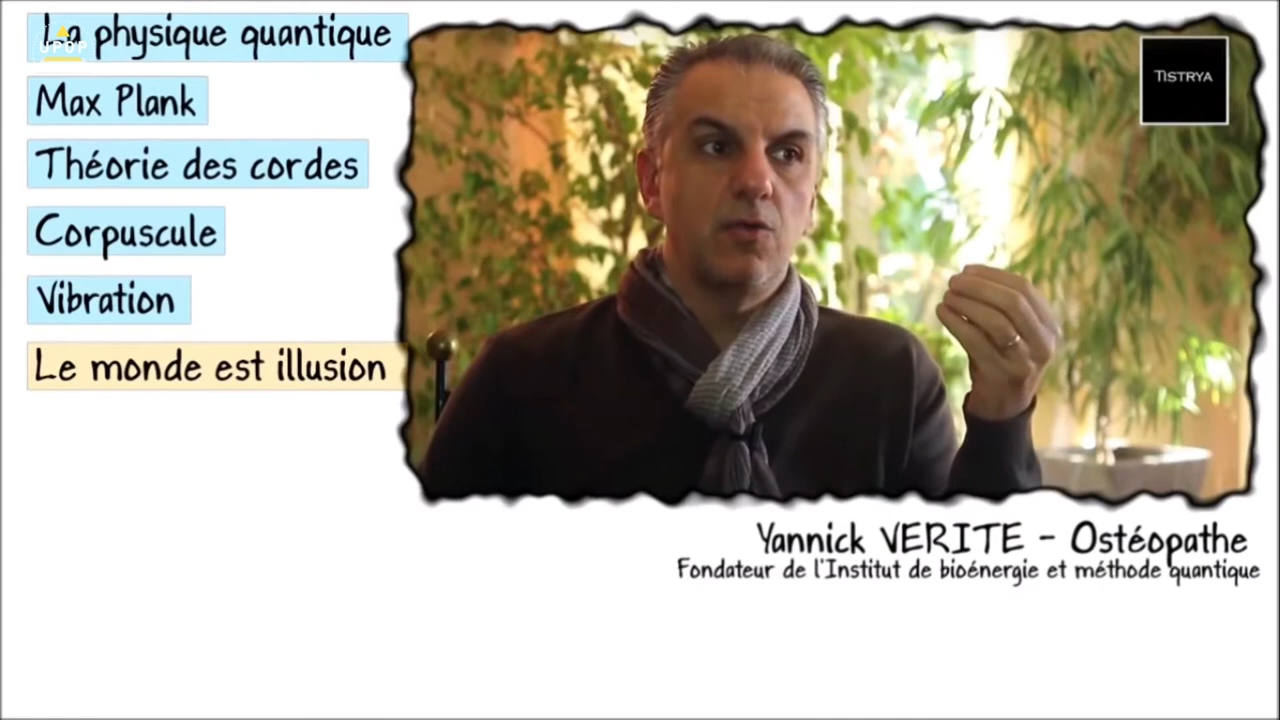 La physique quantique
UPOP
Max Plank
Théorie des cordes
Corpuscule
Vibration
Le monde est illusion
TISTRYA
Yannick VERITE - Ostéopathe
Fondateur de l'Institut de bioénergie et méthode quantique